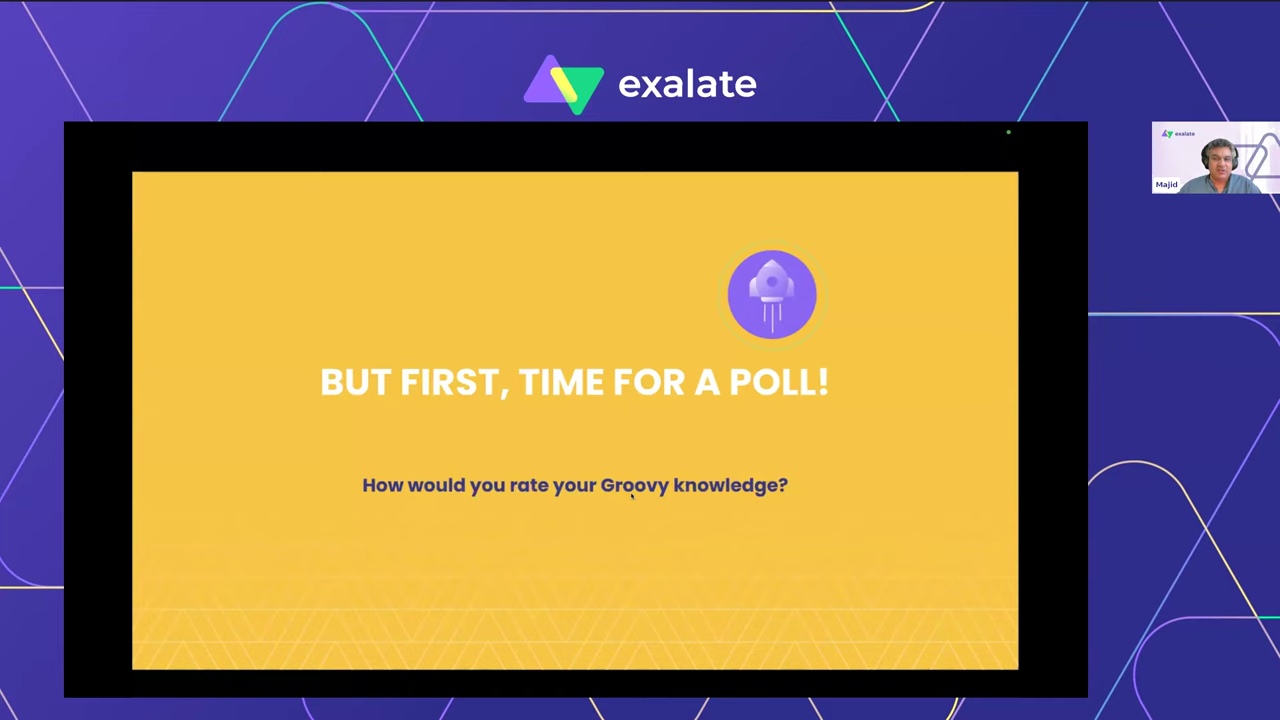 exalate
exalate
Majid
BUT FIRST, TIME FOR A POLL!
How would you rate your Groovy knowledge?